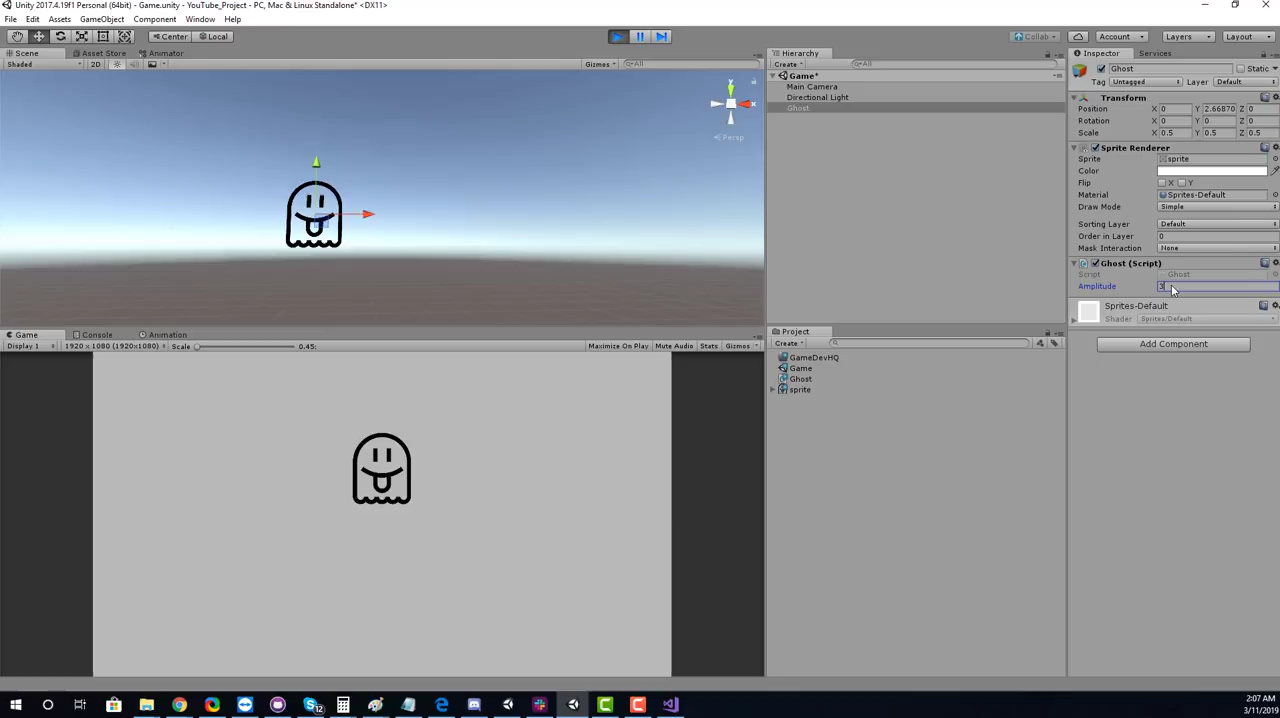 Unity 2017.4.19f1 Personal (64bit) - Game.unity - YouTube_Project - PC, Mac & Linux Standalone* <DX11>
File Edit Assets GameObject Component Window Help
Center Local
Collab Account Layers Layout
Scene Asset Store Animator
Shaded 2D Gizmos All
y x
Persp
Hierarchy
Create All
Game*
Main Camera
Directional Light
Ghost
Inspector Services
Ghost Static
Tag Untagged Layer Default
Transform
Position X 0 Y 2.66870 Z 0
Rotation X 0 Y 0 Z 0
Scale X 0.5 Y 0.5 Z 0.5
Sprite Renderer
Sprite sprite
Color
Flip X Y
Material Sprites-Default
Draw Mode Simple
Sorting Layer Default
Order in Layer 0
Mask Interaction None
Ghost (Script)
Script Ghost
Amplitude 3
Sprites-Default
Shader Sprites/Default
Add Component
Game Console Animation
Display 1 1920 x 1080 (1920x1080) Scale 0.45: Maximize On Play Mute Audio Stats Gizmos
Project
Create
GameDevHQ
Game
Ghost
sprite
12
2:07 AM
3/11/2019